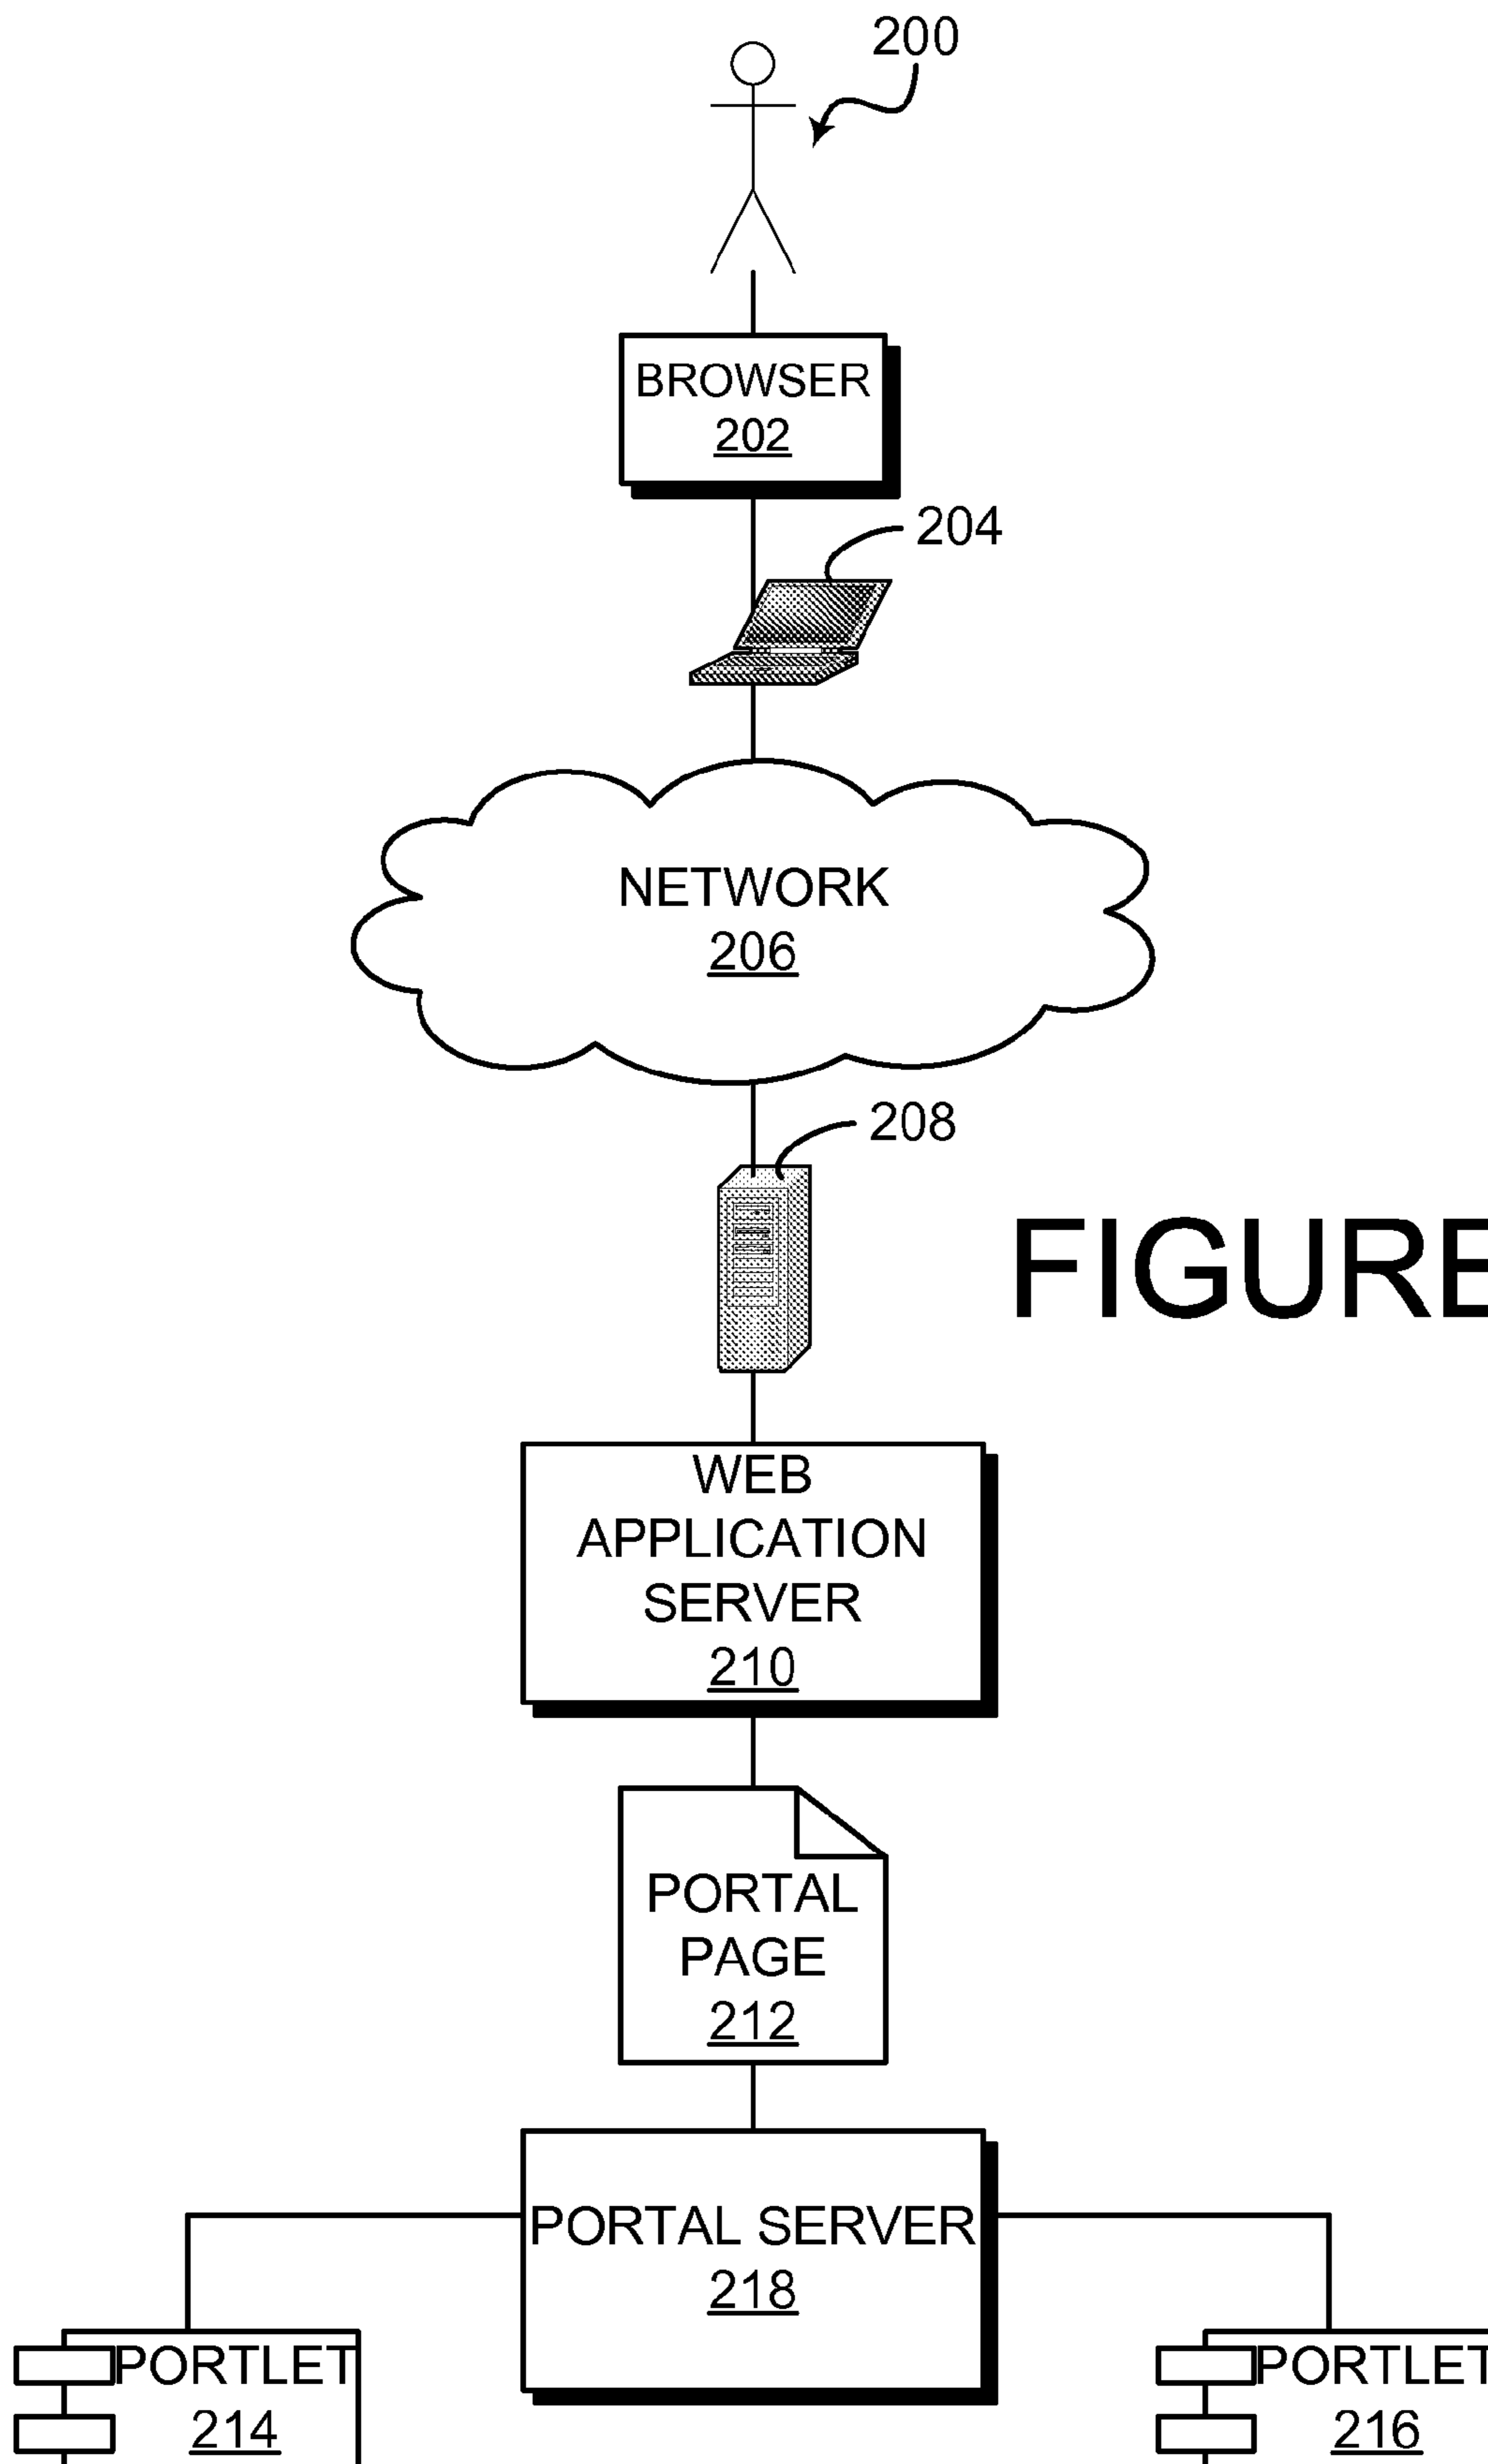 200
BROWSER
202
204
NETWORK
206
208
FIGURE
WEB
APPLICATION
SERVER
210
PORTAL
PAGE
212
PORTAL SERVER
218
PORTLET
214
PORTLET
216